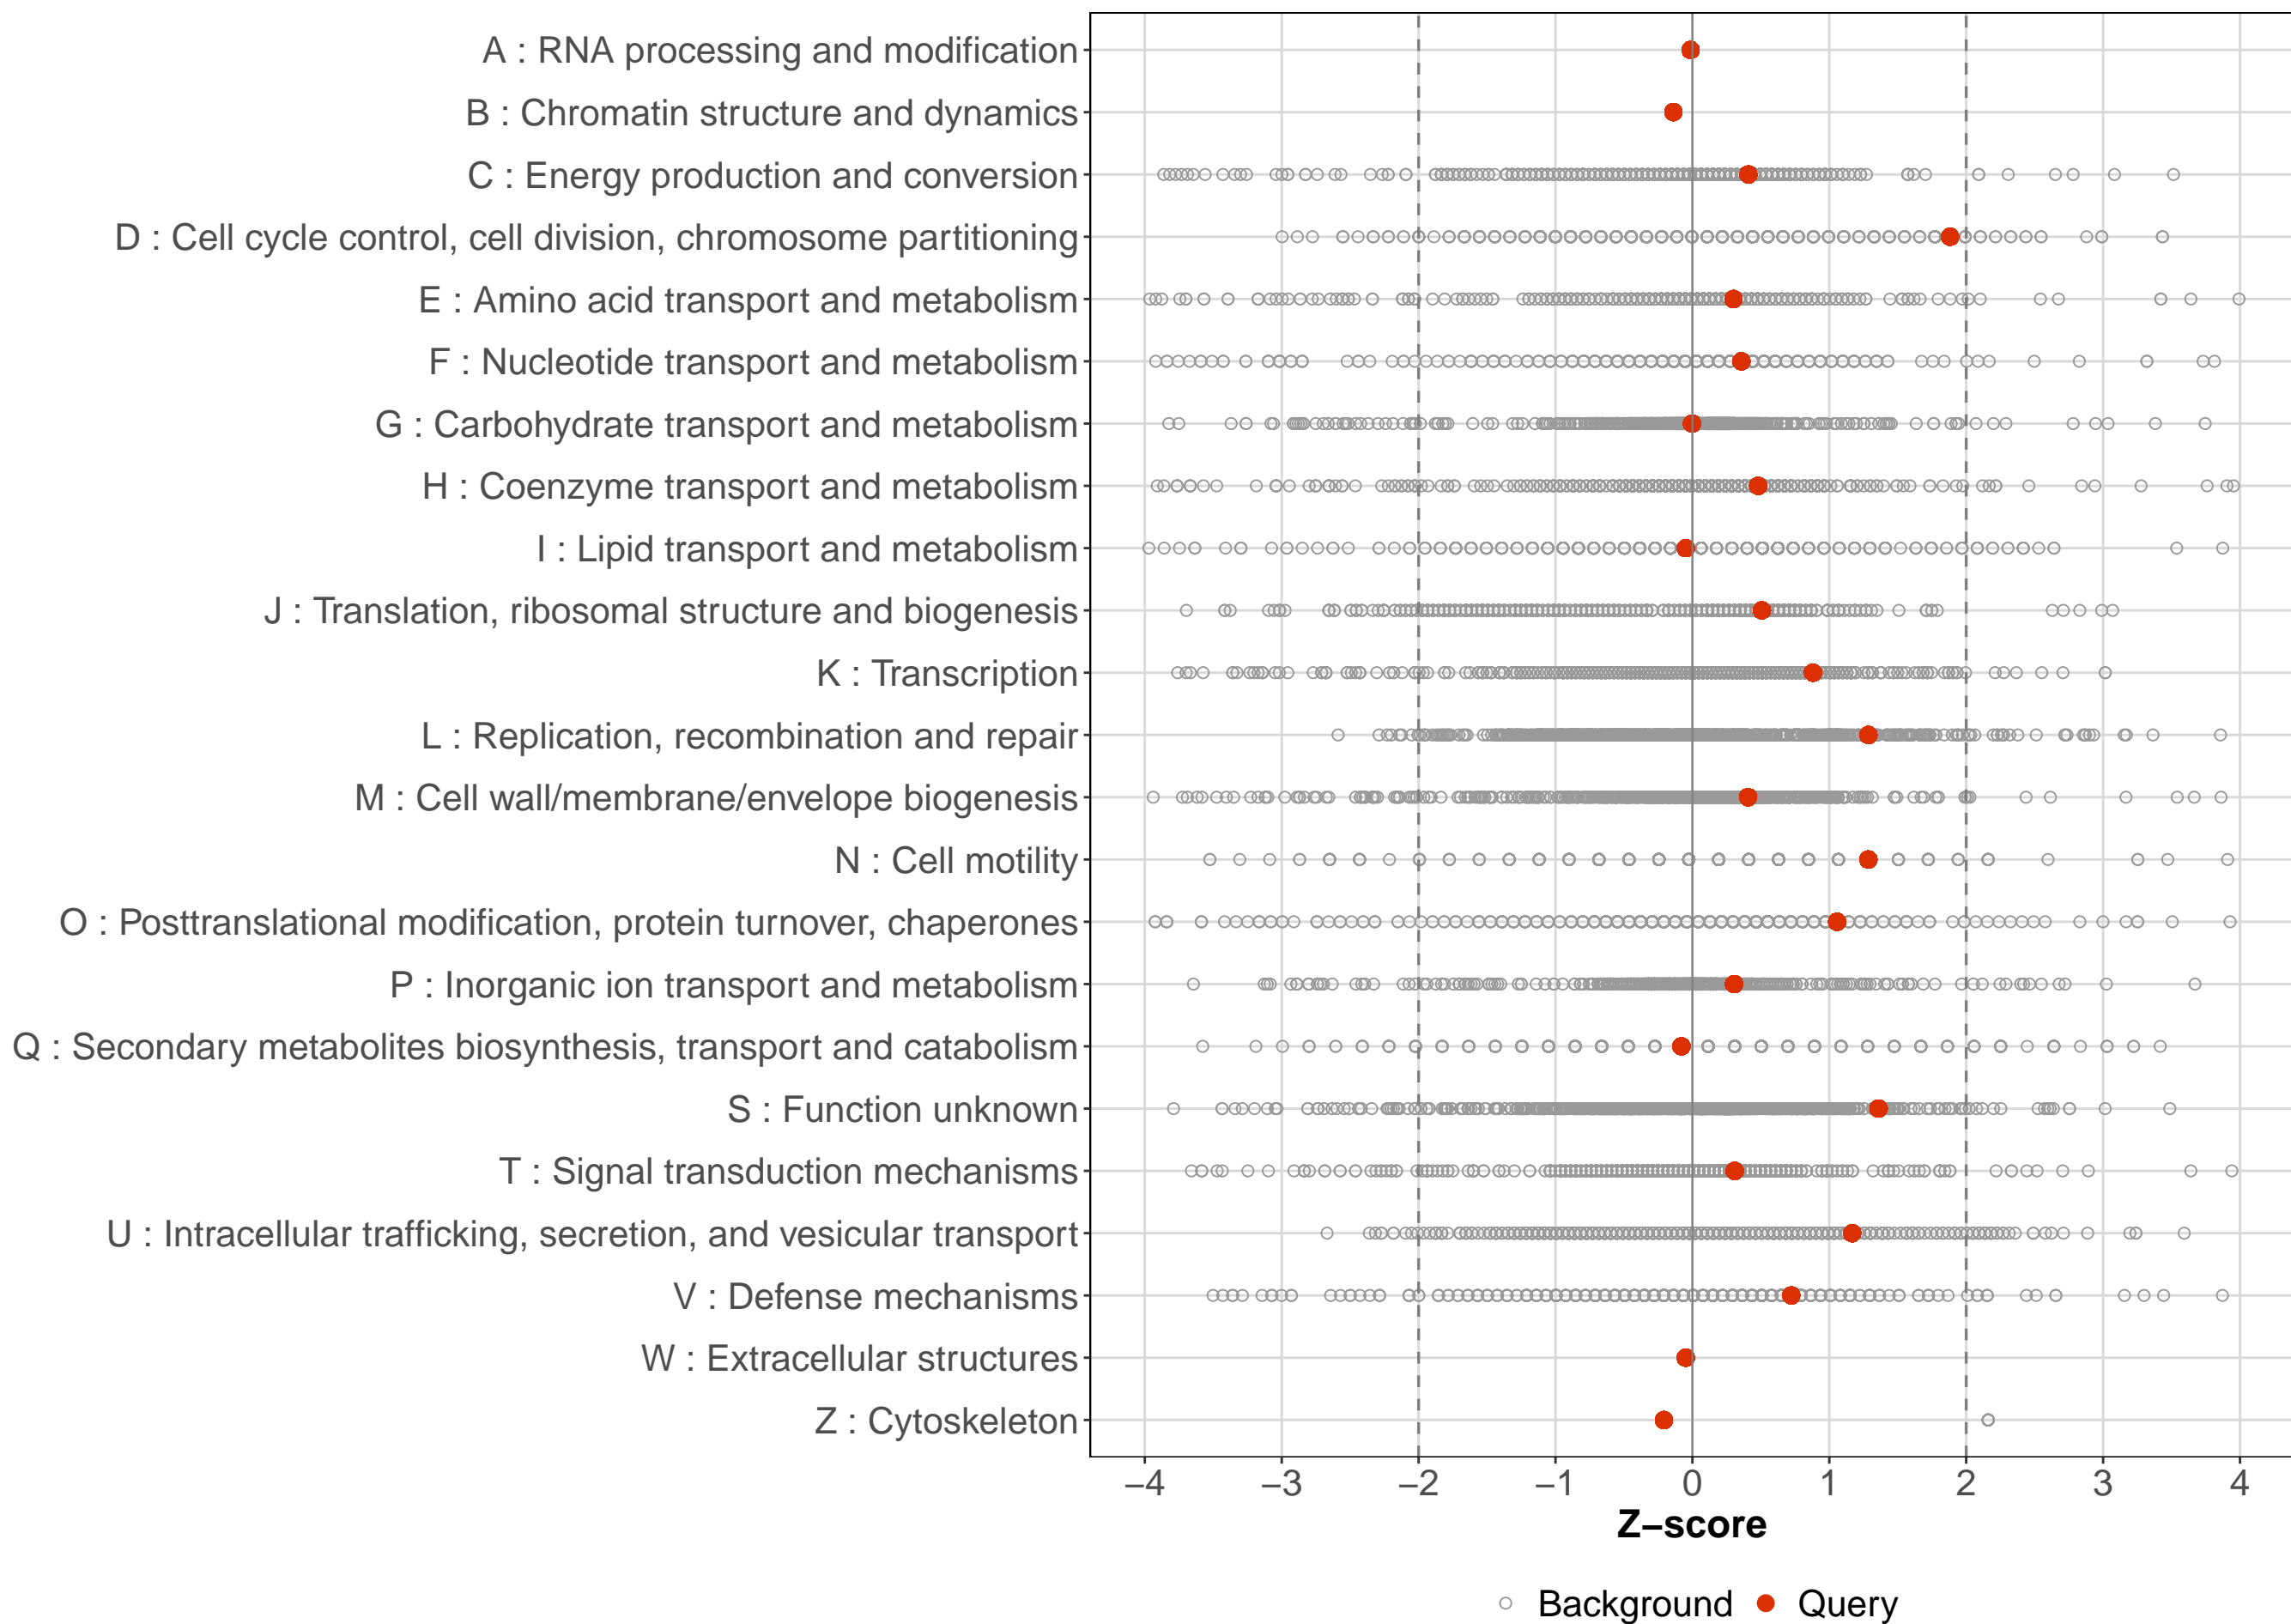 A : RNA processing and modification
B : Chromatin structure and dynamics
C : Energy production and conversion
D : Cell cycle control, cell division, chromosome partitioning
E : Amino acid transport and metabolism
F : Nucleotide transport and metabolism
G : Carbohydrate transport and metabolism
H : Coenzyme transport and metabolism
I : Lipid transport and metabolism
J : Translation, ribosomal structure and biogenesis
K : Transcription
L : Replication, recombination and repair
M : Cell wall/membrane/envelope biogenesis
N : Cell motility
O : Posttranslational modification, protein turnover, chaperones
P : Inorganic ion transport and metabolism
Q : Secondary metabolites biosynthesis, transport and catabolism
S : Function unknown
T : Signal transduction mechanisms
U : Intracellular trafficking, secretion, and vesicular transport
V : Defense mechanisms
W : Extracellular structures
Z : Cytoskeleton
−4 −3 −2 −1 0 1 2 3 4
Z−score
Background Query